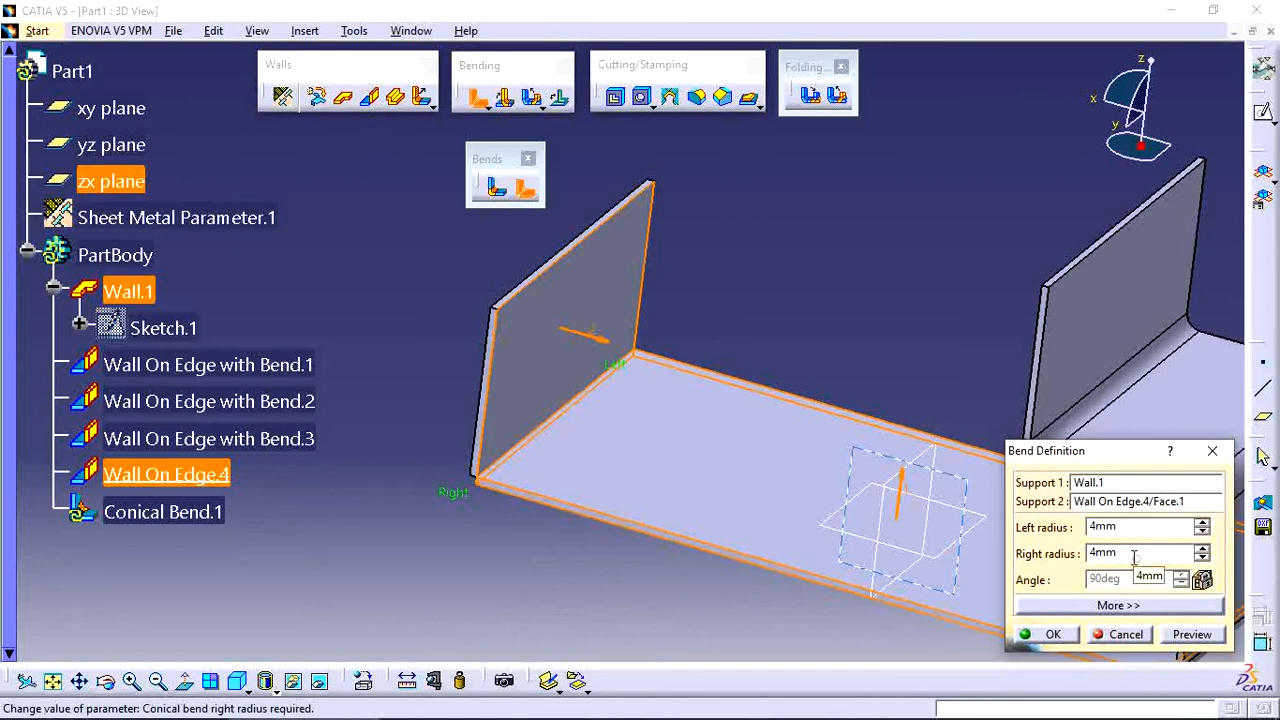 CATIA V5 - [Part1 : 3D View]
Start ENOVIA V5 VPM File Edit View Insert Tools Window Help
Walls
Bending
Cutting/Stamping
Folding...
Bends
Part1
xy plane
yz plane
zx plane
Sheet Metal Parameter.1
PartBody
Wall.1
Sketch.1
Wall On Edge with Bend.1
Wall On Edge with Bend.2
Wall On Edge with Bend.3
Wall On Edge.4
Conical Bend.1
z
x
y
Left
Right
Bend Definition ?
Support 1 : Wall.1
Support 2 : Wall On Edge.4/Face.1
Left radius : 4mm
Right radius : 4mm
4mm
Angle : 90deg
More >>
OK Cancel Preview
CATIA
Change value of parameter: Conical bend right radius required.